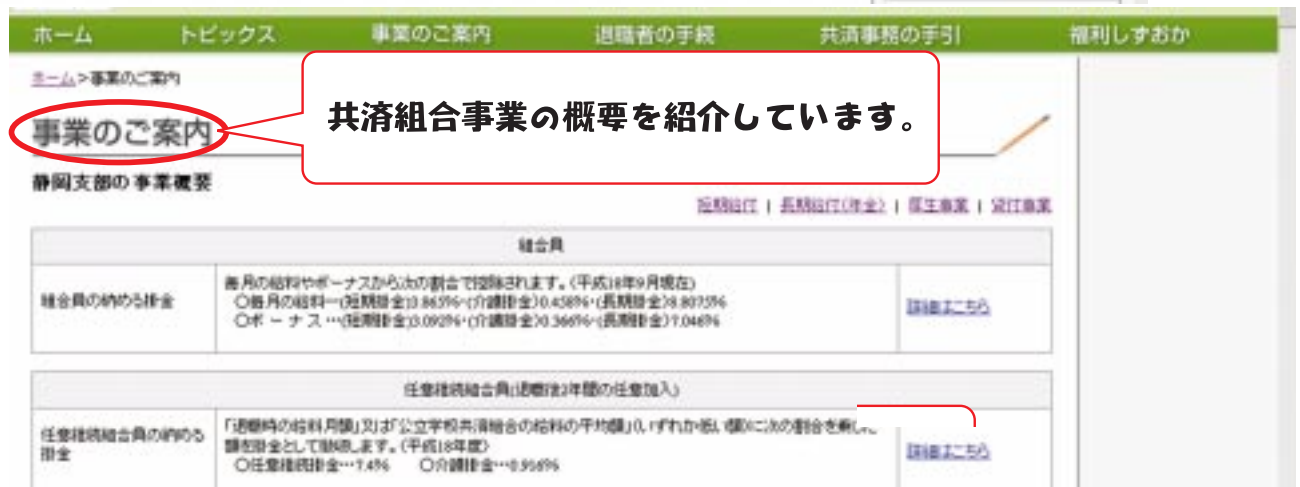 ホーム トピックス 事業のご案内 退職者の手続 共済事務の手引 福利しずおか
ホーム>事業のご案内
共済組合事業の概要を紹介しています。
事業のご案内
静岡支部の事業概要
短期給付 | 長期給付(年金) | 厚生事業 | 貸付事業
組合員
組合員の納める掛金
毎月の給料やボーナスから次の割合で控除されます。(平成18年9月現在)
○毎月の給料…(短期掛金)3.865%・(介護掛金)0.458%・(長期掛金)8.8075%
○ボーナス…(短期掛金)3.092%・(介護掛金)0.366%・(長期掛金)7.046%
詳細はこちら
任意継続組合員(退職後2年間の任意加入)
任意継続組合員の納める
掛金
「退職時の給料月額」又は「公立学校共済組合の給料の平均額」(いずれか低い額)に次の割合を乗じ
額を掛金として徴収します。(平成18年度)
○任意継続掛金…7.4% ○介護掛金…0.916%
詳細はこちら